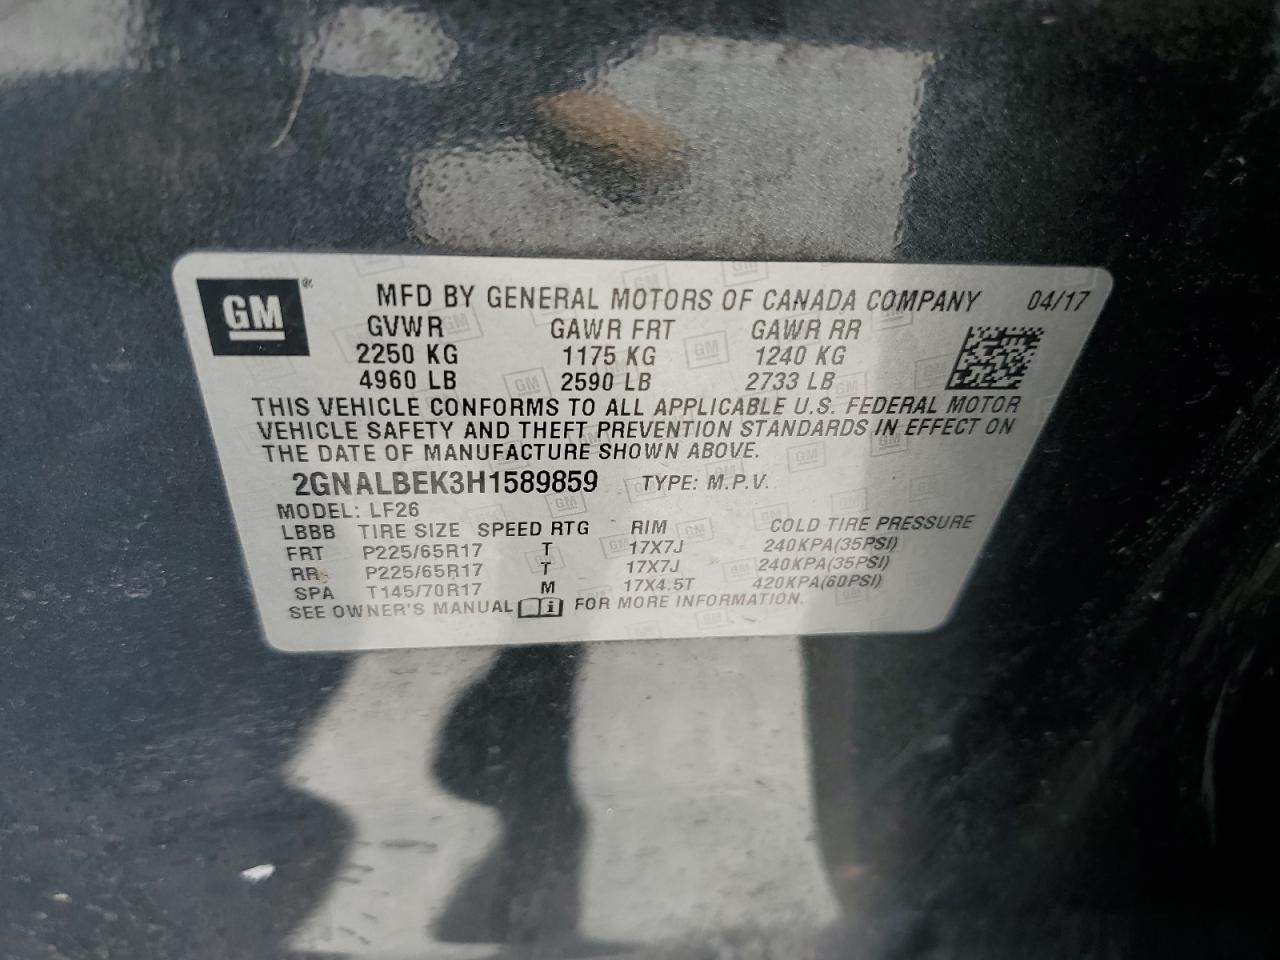 GM ®
MFD BY GENERAL MOTORS OF CANADA COMPANY 04/17
GVWR GAWR FRT GAWR RR
2250 KG 1175 KG 1240 KG
4960 LB 2590 LB 2733 LB
THIS VEHICLE CONFORMS TO ALL APPLICABLE U.S. FEDERAL MOTOR
VEHICLE SAFETY AND THEFT PREVENTION STANDARDS IN EFFECT ON
THE DATE OF MANUFACTURE SHOWN ABOVE.
2GNALBEK3H1589859 TYPE: M.P.V.
MODEL: LF26
LBBB TIRE SIZE SPEED RTG RIM COLD TIRE PRESSURE
FRT P225/65R17 T 17X7J 240KPA(35PSI)
RR P225/65R17 T 17X7J 240KPA(35PSI)
SPA T145/70R17 M 17X4.5T 420KPA(60PSI)
SEE OWNER'S MANUAL i FOR MORE INFORMATION.